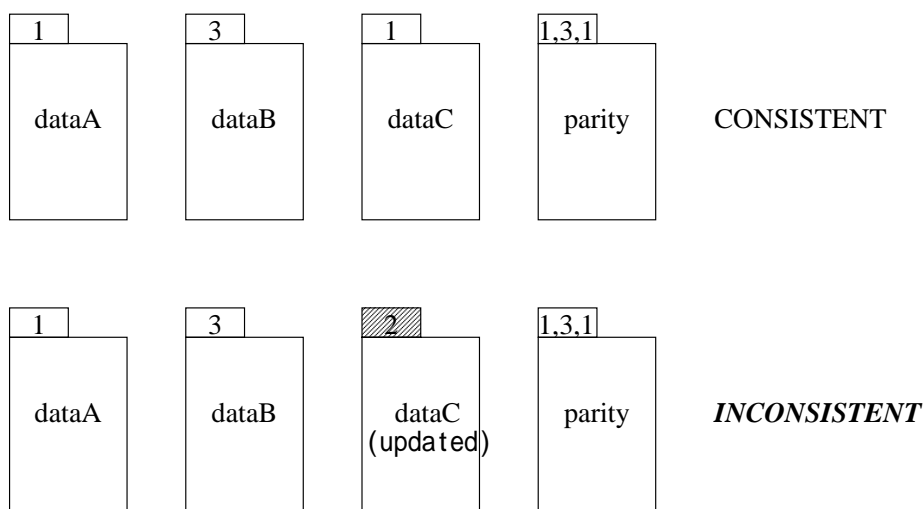 1 3 1 1,3,1
dataA dataB dataC parity CONSISTENT
1 3 2 1,3,1
dataA dataB dataC parity INCONSISTENT
(updated)